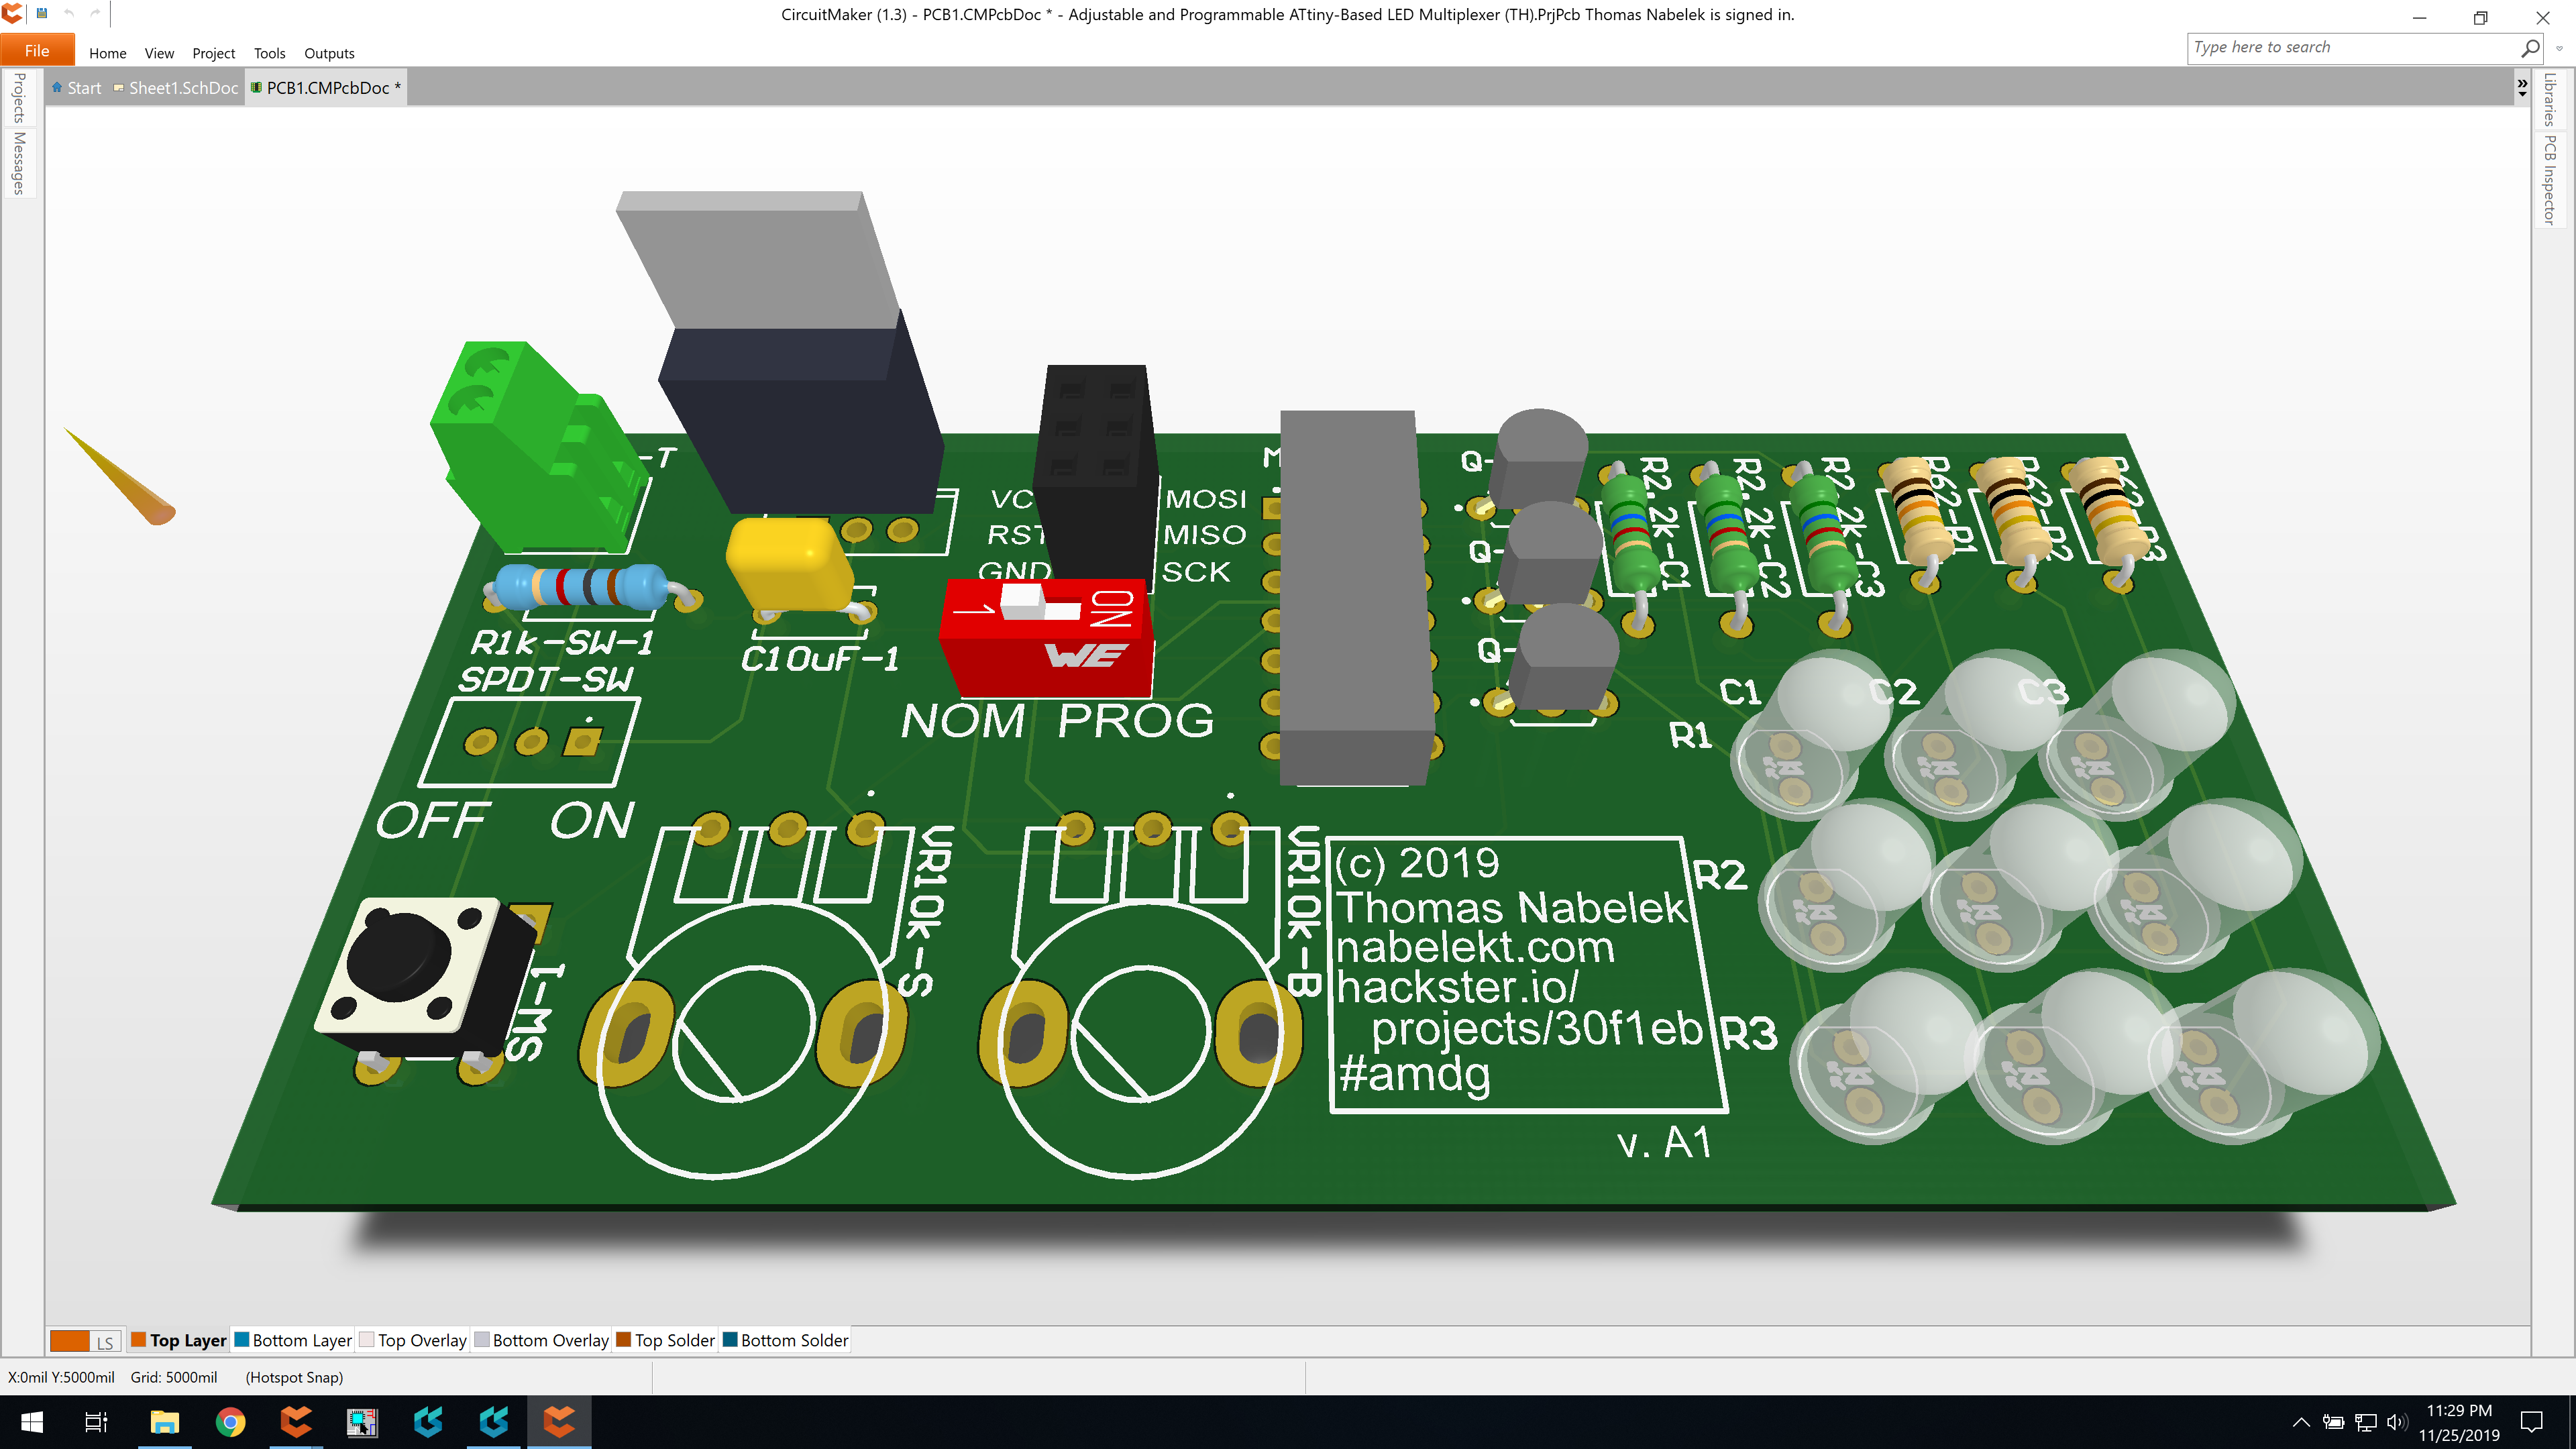 CircuitMaker (1.3) - PCB1.CMPcbDoc * - Adjustable and Programmable ATtiny-Based LED Multiplexer (TH).PrjPcb Thomas Nabelek is signed in.
File Home View Project Tools Outputs
Type here to search
Start Sheet1.SchDoc PCB1.CMPcbDoc *
Projects
Messages
Libraries
PCB Inspector
-T
VC MOSI
RST MISO
GND SCK
Q-
Q-
Q-
R2.2k-C1
R2.2k-C2
R2.2k-C3
R62-R1
R62-R2
R62-R3
R1k-SW-1
C10uF-1
1 ON
WE
SPDT-SW
NOM PROG
OFF ON
C1 C2 C3
R1
R2
R3
VR10k-S
VR10k-B
(c) 2019
Thomas Nabelek
nabelekt.com
hackster.io/
projects/30f1eb
#amdg
v. A1
SW-1
LS Top Layer Bottom Layer Top Overlay Bottom Overlay Top Solder Bottom Solder
X:0mil Y:5000mil Grid: 5000mil (Hotspot Snap)
11:29 PM
11/25/2019